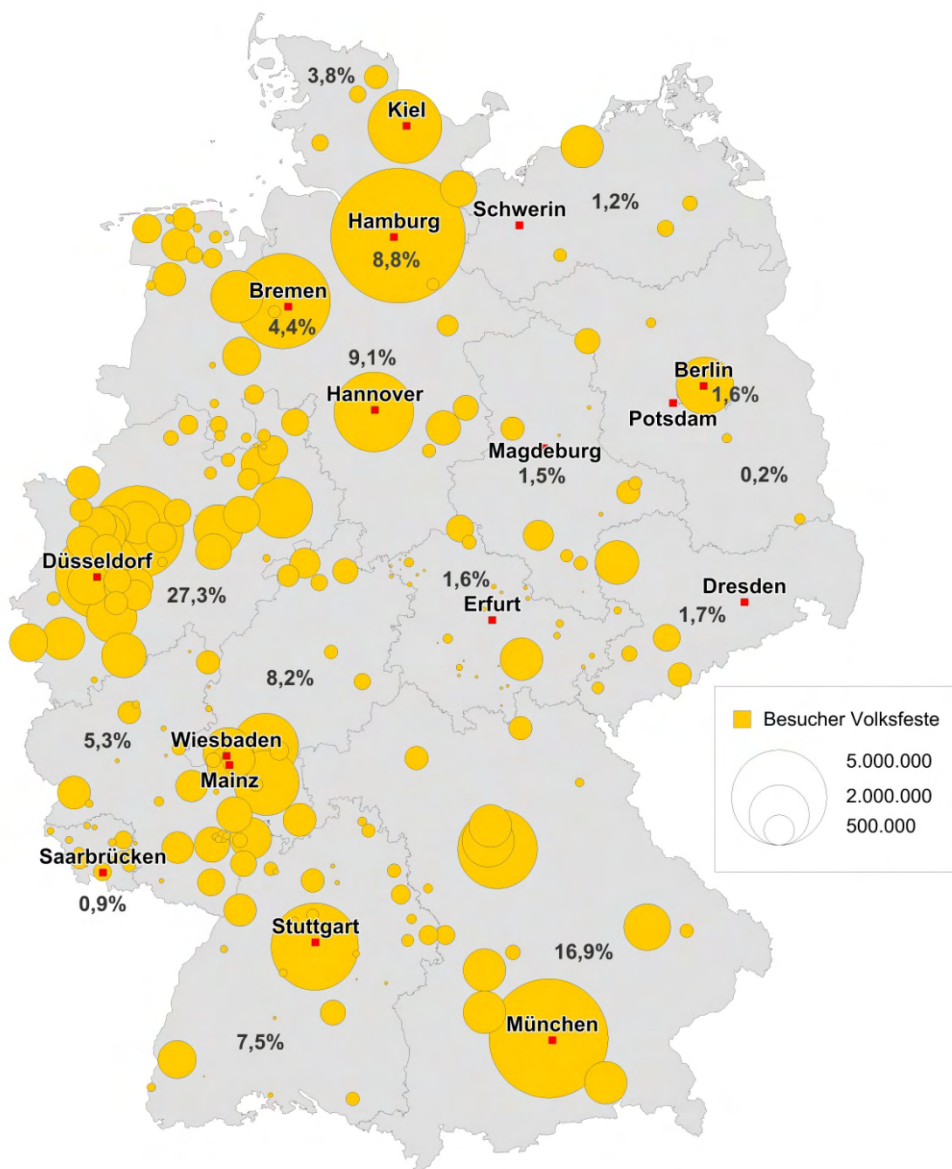 3,8%
Kiel
Schwerin
1,2%
Hamburg
8,8%
Bremen
4,4%
9,1%
Hannover
Berlin
1,6%
Potsdam
Magdeburg
1,5%
0,2%
Düsseldorf
27,3%
1,6%
Erfurt
Dresden
1,7%
8,2%
5,3%
Wiesbaden
Mainz
Besucher Volksfeste
5.000.000
2.000.000
500.000
Saarbrücken
0,9%
Stuttgart
16,9%
München
7,5%